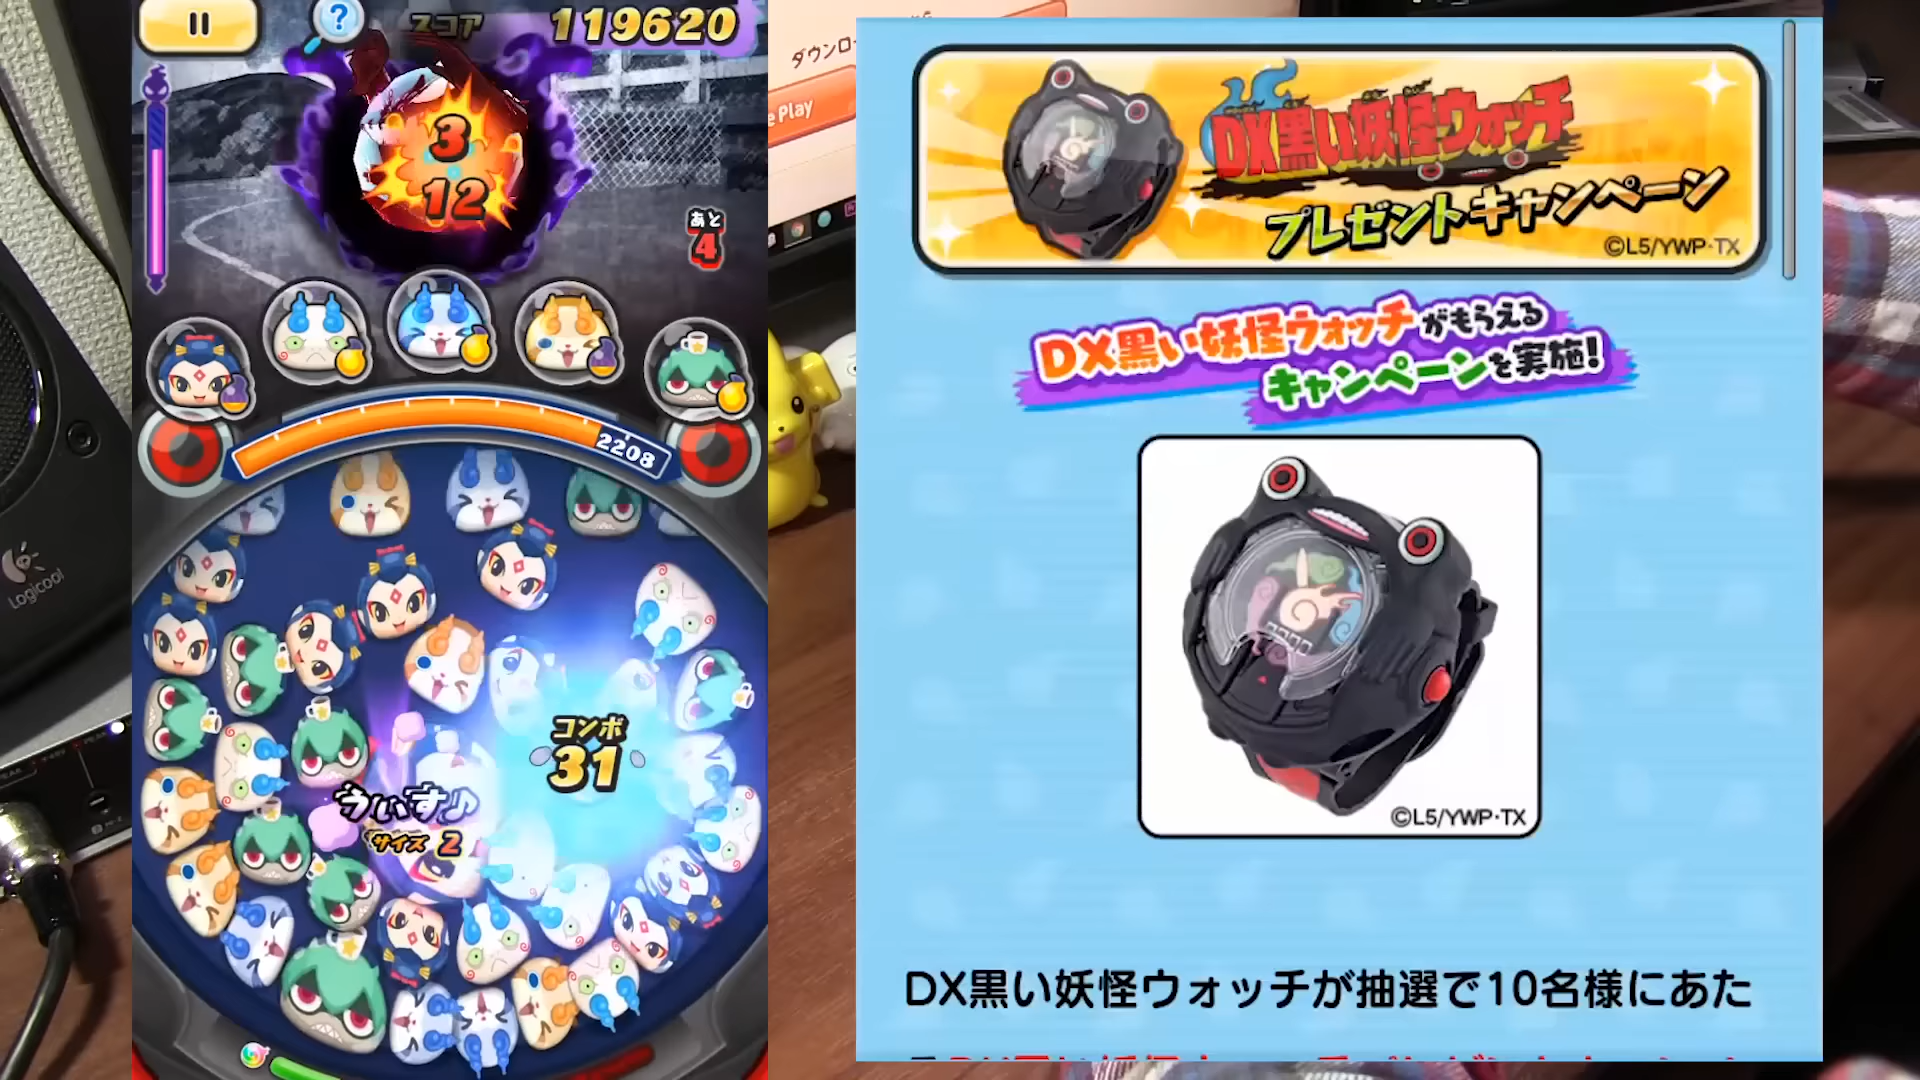 スコア
119620
3
12
あと
4
2208
コンボ
31
うぃす♪
サイズ 2
Logicool
ダウンロ
e Play
DX黒い妖怪ウォッチ
プレゼントキャンペーン
©L5/YWP・TX
DX黒い妖怪ウォッチがもらえる
キャンペーンを実施!
©L5/YWP・TX
DX黒い妖怪ウォッチが抽選で10名様にあた